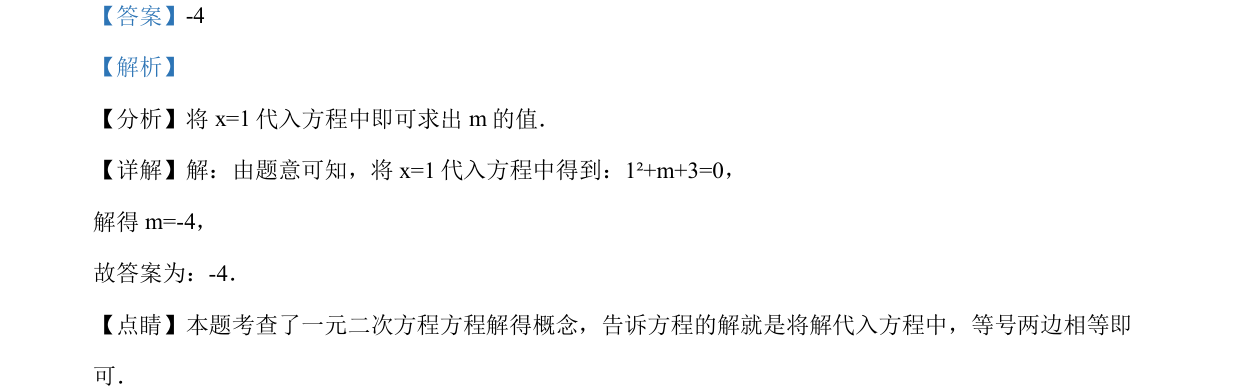 【答案】-4
【解析】
【分析】将 x=1 代入方程中即可求出 m 的值．
【详解】解：由题意可知，将 x=1 代入方程中得到：1²+m+3=0，
解得 m=-4，
故答案为：-4．
【点睛】本题考查了一元二次方程方程解得概念，告诉方程的解就是将解代入方程中，等号两边相等即
可．